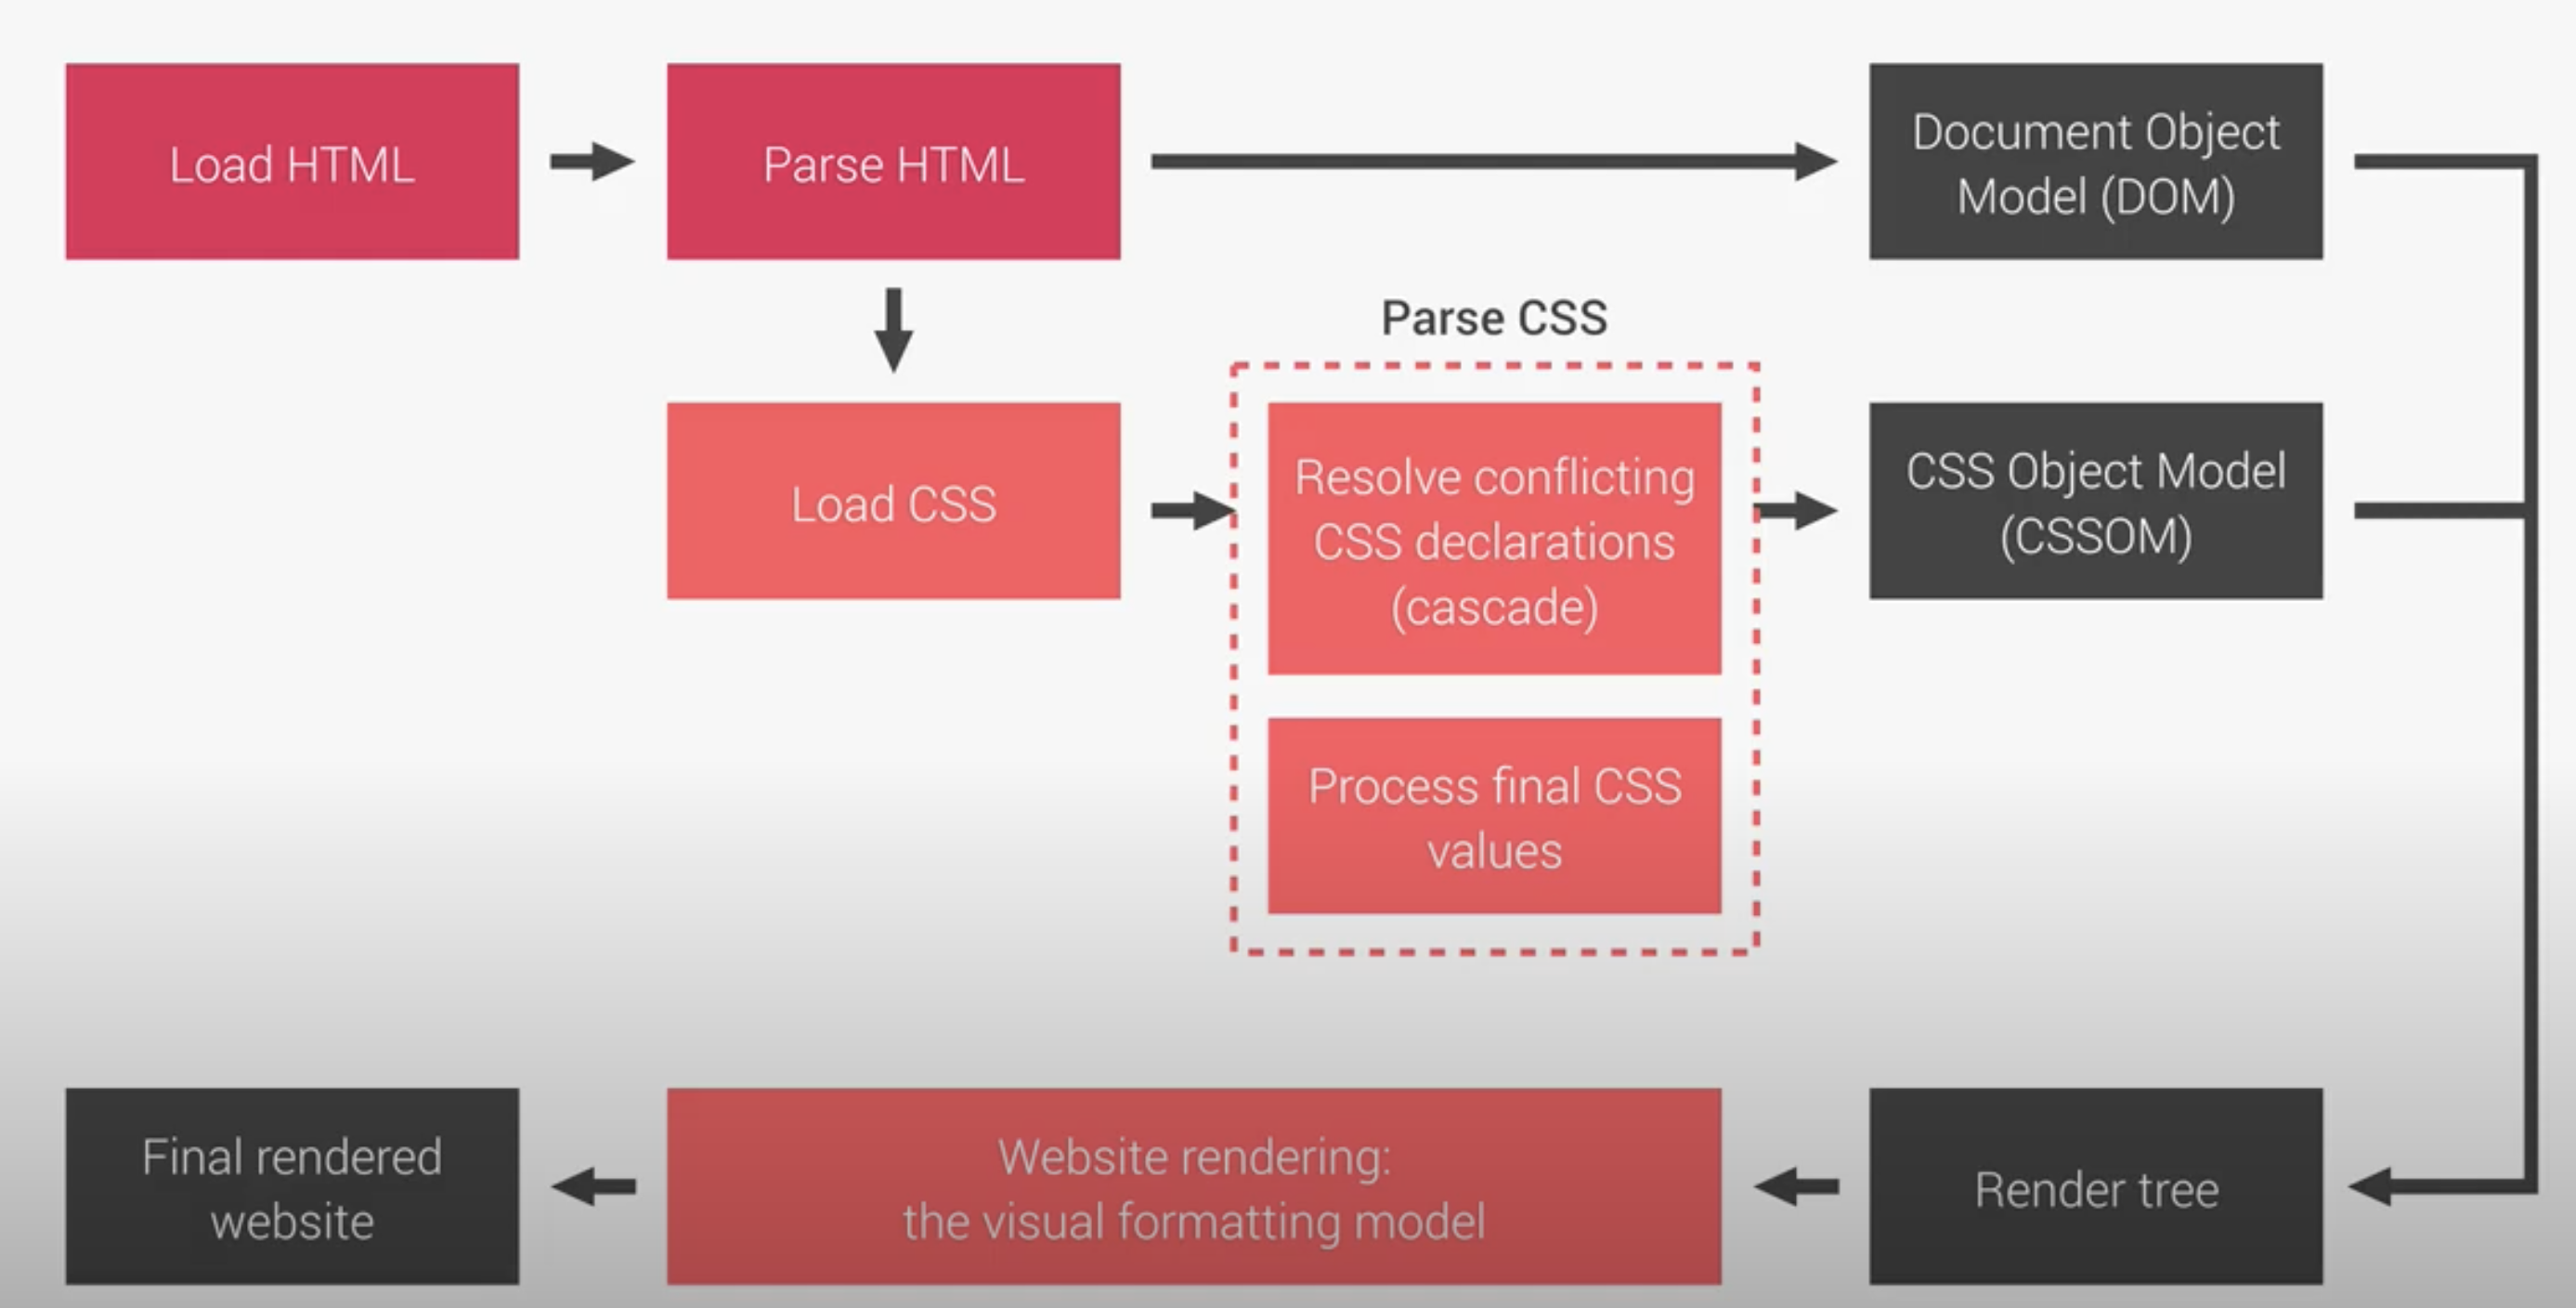 Load HTML
Parse HTML
Document Object
Model (DOM)
Parse CSS
Load CSS
Resolve conflicting
CSS declarations
(cascade)
Process final CSS
values
CSS Object Model
(CSSOM)
Render tree
Website rendering:
the visual formatting model
Final rendered
website